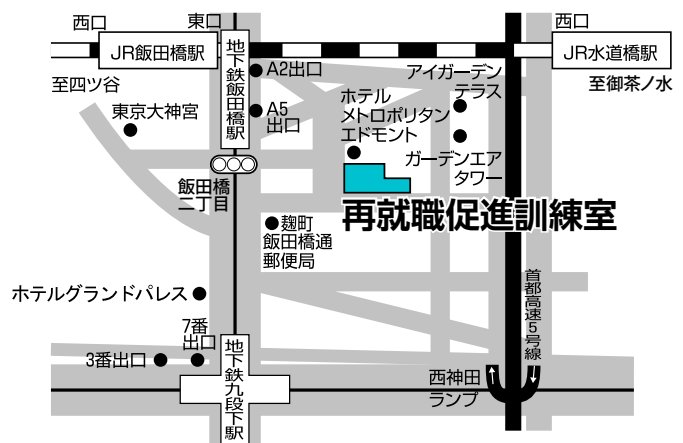 西口
東口
西口
JR飯田橋駅
地下鉄飯田橋駅
JR水道橋駅
至四ツ谷
A2出口
アイガーデン
テラス
至御茶ノ水
東京大神宮
A5
出口
ホテル
メトロポリタン
エドモント
ガーデンエア
タワー
飯田橋
二丁目
再就職促進訓練室
麹町
飯田橋通
郵便局
ホテルグランドパレス
首都高速5号線
7番
出口
3番出口
地下鉄九段下駅
西神田
ランプ